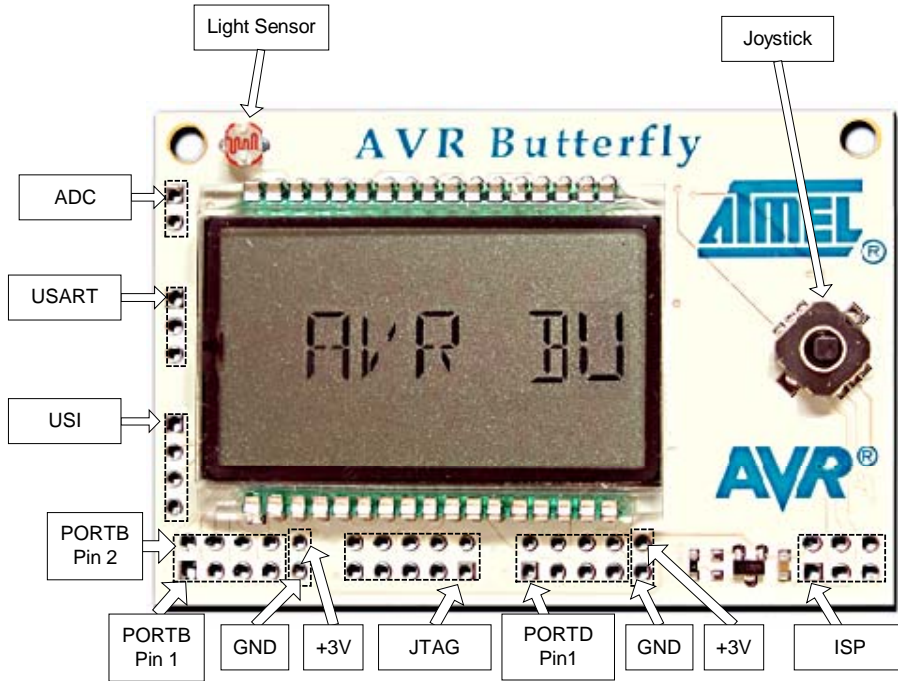 Light Sensor
Joystick
AVR Butterfly
ADC
ATMEL®
USART
AVR BU
USI
AVR®
PORTB
Pin 2
PORTB
Pin 1
GND
+3V
JTAG
PORTD
Pin1
GND
+3V
ISP